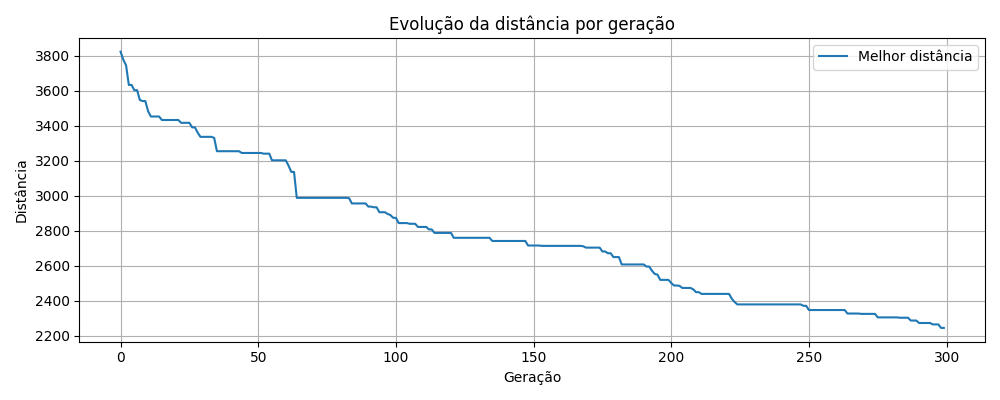 Evolução da distância por geração
Melhor distância
Distância
3800
3600
3400
3200
3000
2800
2600
2400
2200
0 50 100 150 200 250 300
Geração